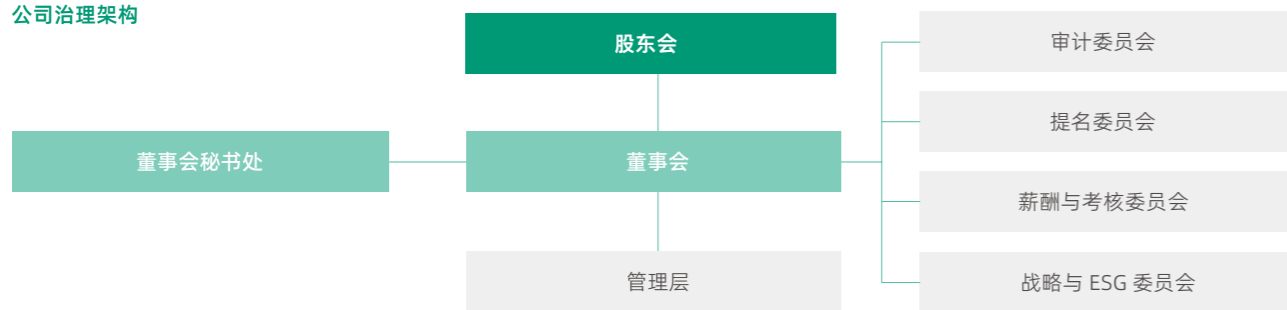 公司治理架构
股东会
董事会秘书处
董事会
管理层
审计委员会
提名委员会
薪酬与考核委员会
战略与 ESG 委员会